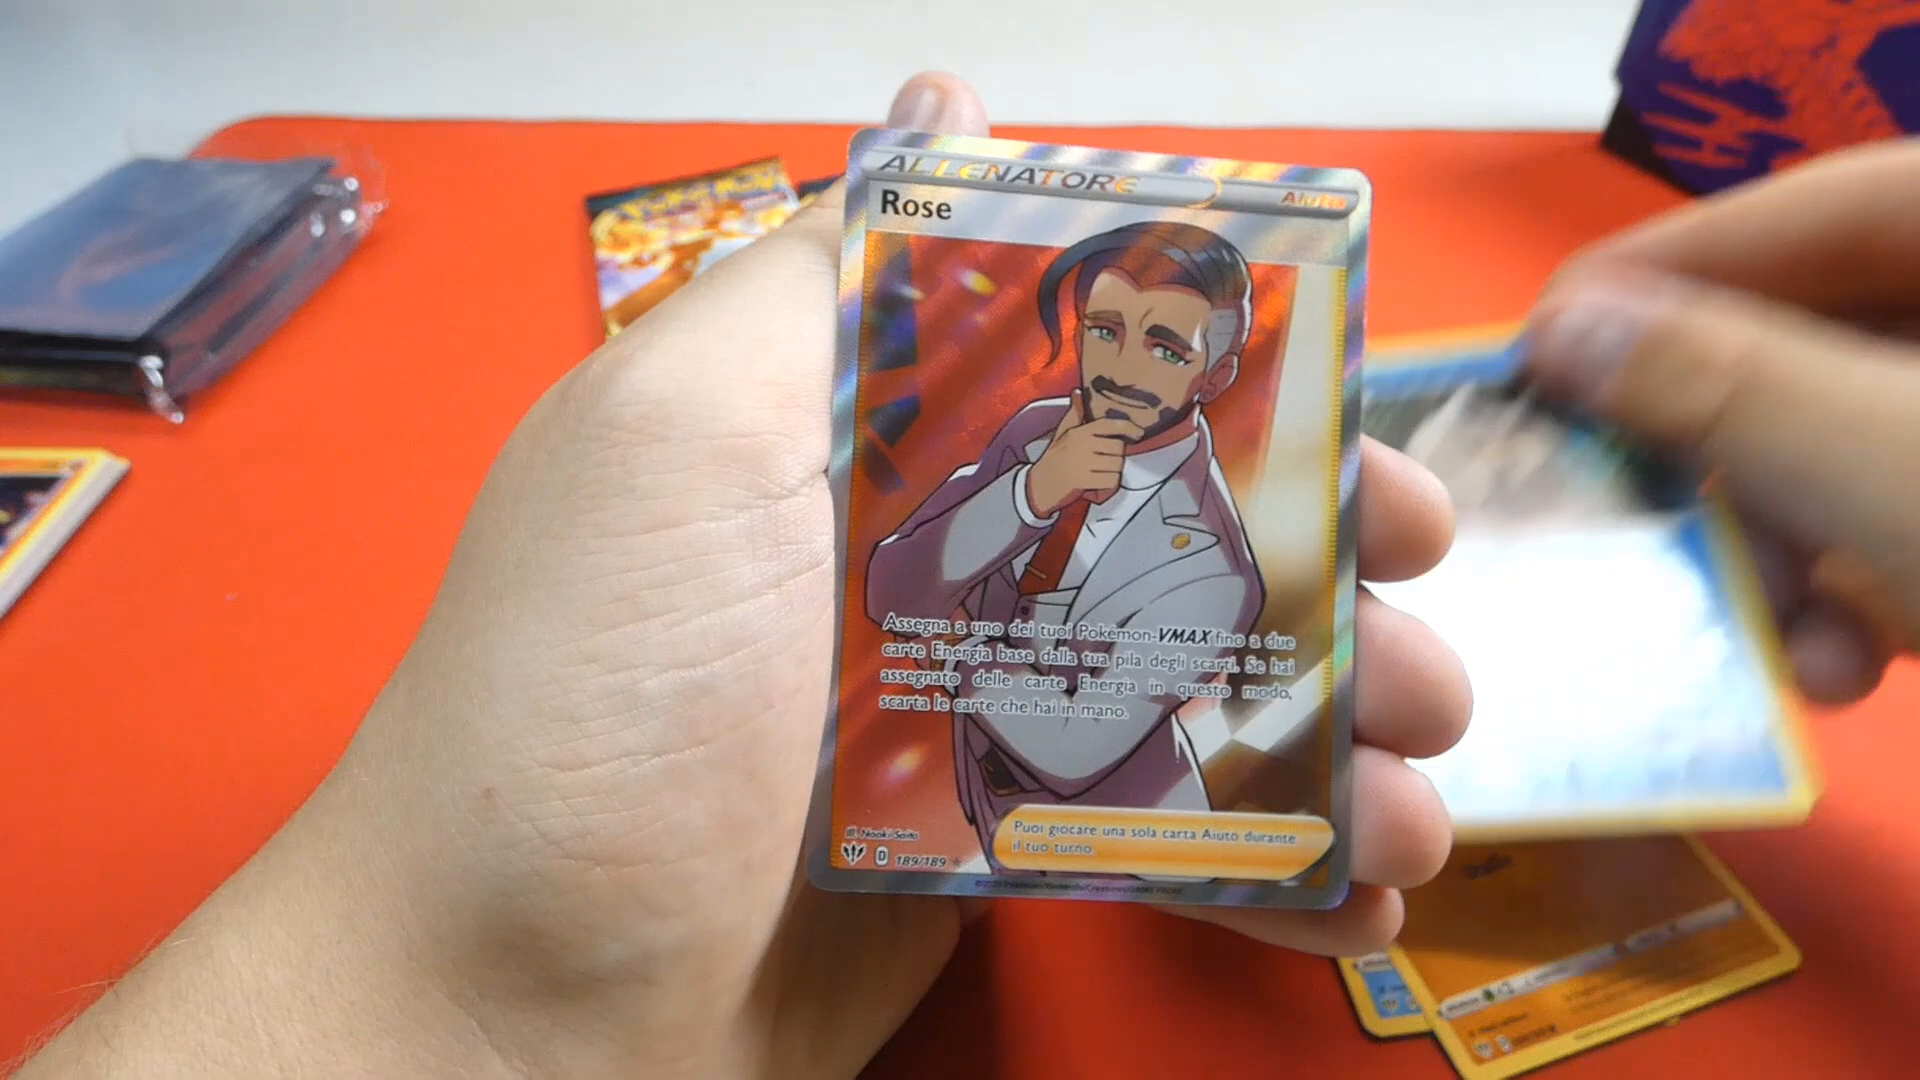 ALLENATORE
Aiuto
Rose
Assegna a uno dei tuoi Pokémon-VMAX fino a due
carte Energia base dalla tua pila degli scarti. Se hai
assegnato delle carte Energia in questo modo,
scarta le carte che hai in mano.
Puoi giocare una sola carta Aiuto durante
il tuo turno.
Ill. Naoki Saito
D 189/189